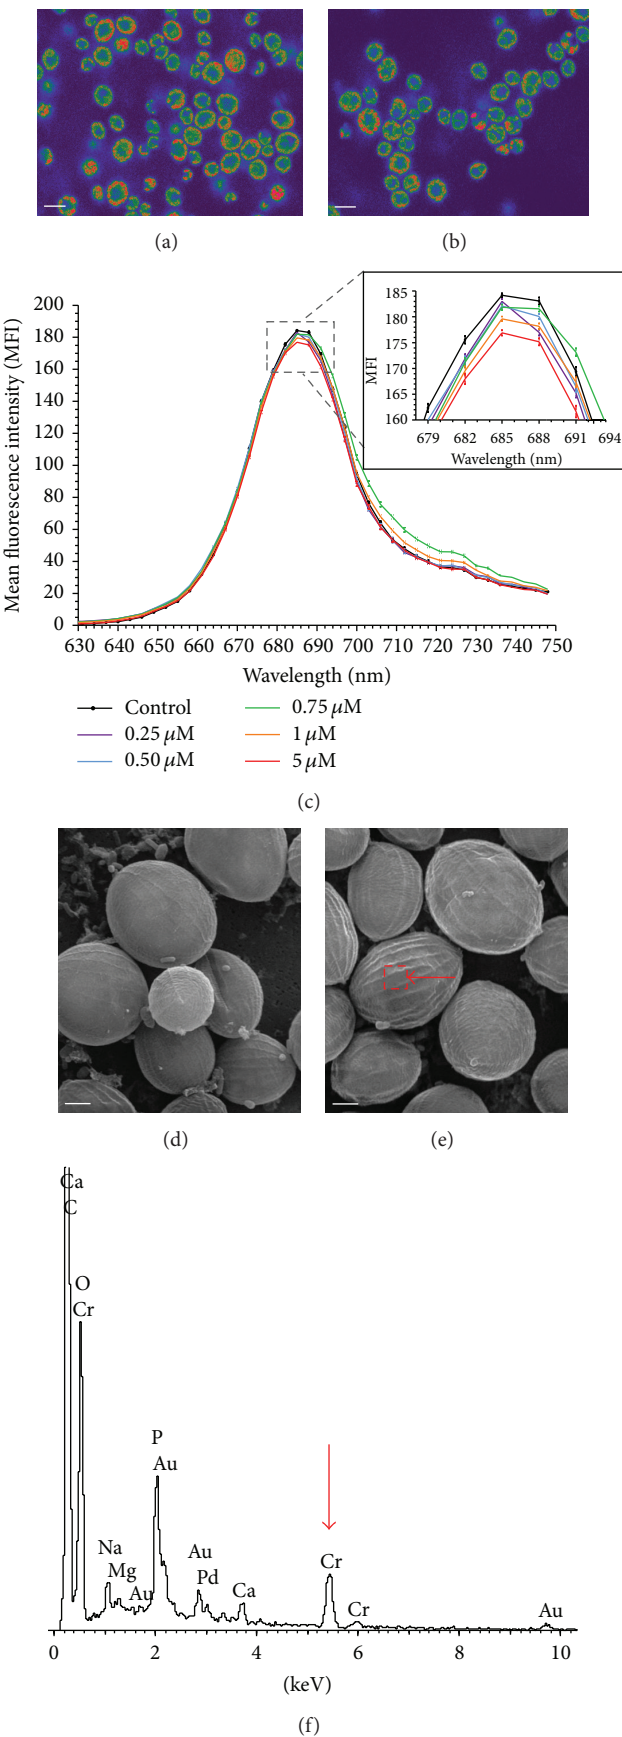 (a)
(b)
200
180
160
140
120
100
80
60
40
20
0
Mean fluorescence intensity (MFI)
630 640 650 660 670 680 690 700 710 720 730 740 750
Wavelength (nm)
185
180
175
170
165
160
MFI
679 682 685 688 691 694
Wavelength (nm)
Control
0.25 μM
0.50 μM
0.75 μM
1 μM
5 μM
(c)
(d)
(e)
Ca
C
O
Cr
P
Au
Na
Mg
Au
Au
Pd
Ca
Cr
Cr
Au
0 2 4 6 8 10
(keV)
(f)